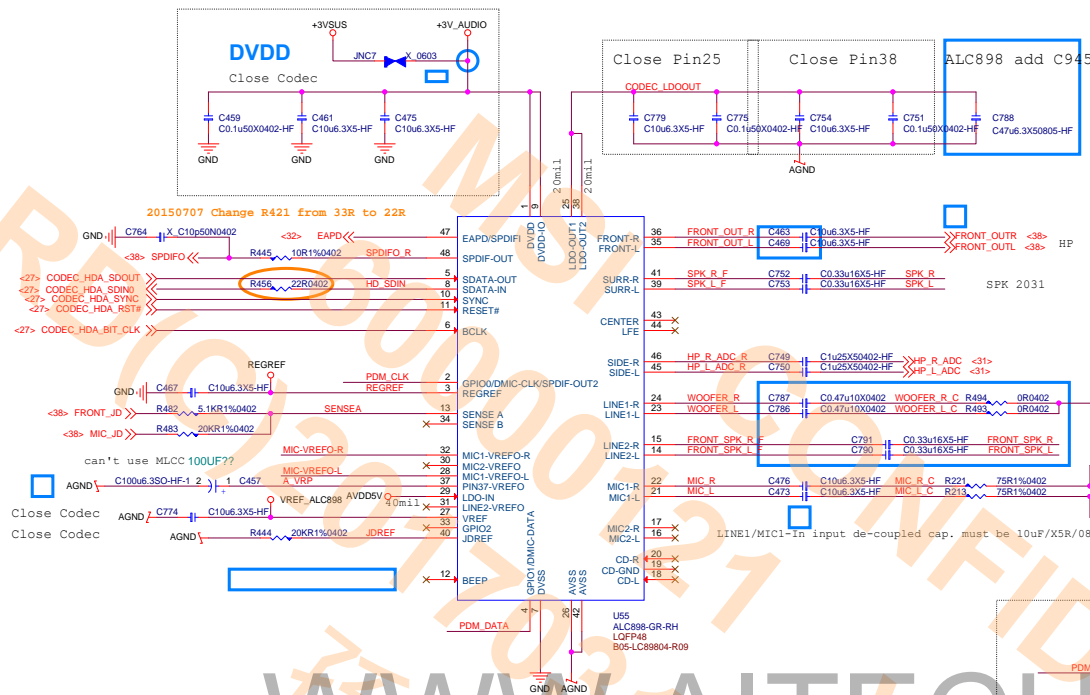 +3VSUS
+3V_AUDIO
DVDD
JNC7 X_0603
Close Codec
C459
C0.1u50X0402-HF
C461
C10u6.3X5-HF
C475
C10u6.3X5-HF
GND
GND
GND
Close Pin25
Close Pin38
ALC898 add C945
CODEC_LDOOUT
C779
C10u6.3X5-HF
C775
C0.1u50X0402-HF
C754
C10u6.3X5-HF
C751
C0.1u50X0402-HF
C788
C47u6.3X50805-HF
AGND
20mil
20mil
1
9
25
38
DVDD
DVDD-IO
LDO-OUT1
LDO-OUT2
20150707 Change R421 from 33R to 22R
GND C764 X_C10p50N0402
<32> EAPD 47 EAPD/SPDIFI
<38> SPDIFO R445 10R1%0402 SPDIFO_R 48 SPDIF-OUT
<27> CODEC_HDA_SDOUT 5 SDATA-OUT
<27> CODEC_HDA_SDIN0 R456 22R0402 HD_SDIN 8 SDATA-IN
<27> CODEC_HDA_SYNC 10 SYNC
<27> CODEC_HDA_RST# 11 RESET#
<27> CODEC_HDA_BIT_CLK 6 BCLK
REGREF
PDM_CLK 2 GPIO0/DMIC-CLK/SPDIF-OUT2
GND C467 C10u6.3X5-HF REGREF 3 REGREF
<38> FRONT_JD R482 5.1KR1%0402 SENSEA 13 SENSE A
34 SENSE B
<38> MIC_JD R483 20KR1%0402
MIC-VREFO-R 32 MIC1-VREFO-R
can't use MLCC 100UF??
30 MIC2-VREFO
MIC-VREFO-L 28 MIC1-VREFO-L
AGND C100u6.3SO-HF-1 2 1 C457 A_VRP 37 PIN37-VREFO
+
VREF_ALC898 AVDD5V 29 LDO-IN
40mil 31 LINE2-VREFO
Close Codec
AGND C774 C10u6.3X5-HF 27 VREF
33 GPIO2
Close Codec
AGND R444 20KR1%0402 JDREF 40 JDREF
12 BEEP
FRONT-R 36 FRONT_OUT_R C463 C10u6.3X5-HF FRONT_OUTR <38>
FRONT-L 35 FRONT_OUT_L C469 C10u6.3X5-HF FRONT_OUTL <38>
HP
SURR-R 41 SPK_R_F C752 C0.33u16X5-HF SPK_R
SURR-L 39 SPK_L_F C753 C0.33u16X5-HF SPK_L
SPK 2031
CENTER 43
LFE 44
SIDE-R 46 HP_R_ADC_R C749 C1u25X50402-HF HP_R_ADC <31>
SIDE-L 45 HP_L_ADC_R C750 C1u25X50402-HF HP_L_ADC <31>
LINE1-R 24 WOOFER_R C787 C0.47u10X0402 WOOFER_R_C R494 0R0402
LINE1-L 23 WOOFER_L C786 C0.47u10X0402 WOOFER_L_C R493 0R0402
LINE2-R 15 FRONT_SPK_R_F C791 C0.33u16X5-HF FRONT_SPK_R
LINE2-L 14 FRONT_SPK_L_F C790 C0.33u16X5-HF FRONT_SPK_L
MIC1-R 22 MIC_R C476 C10u6.3X5-HF MIC_R_C R221 75R1%0402
MIC1-L 21 MIC_L C473 C10u6.3X5-HF MIC_L_C R213 75R1%0402
MIC2-R 17
MIC2-L 16
LINE1/MIC1-In input de-coupled cap. must be 10uF/X5R/08
CD-R 20
CD-GND 19
CD-L 18
GPIO1/DMIC-DATA
DVSS
AVSS
AVSS
4
7
26
42
U55
ALC898-GR-RH
LQFP48
B05-LC89804-R09
PDM_DATA
GND
AGND
PDM
MSI CONFID
600000121
RD(C)201703